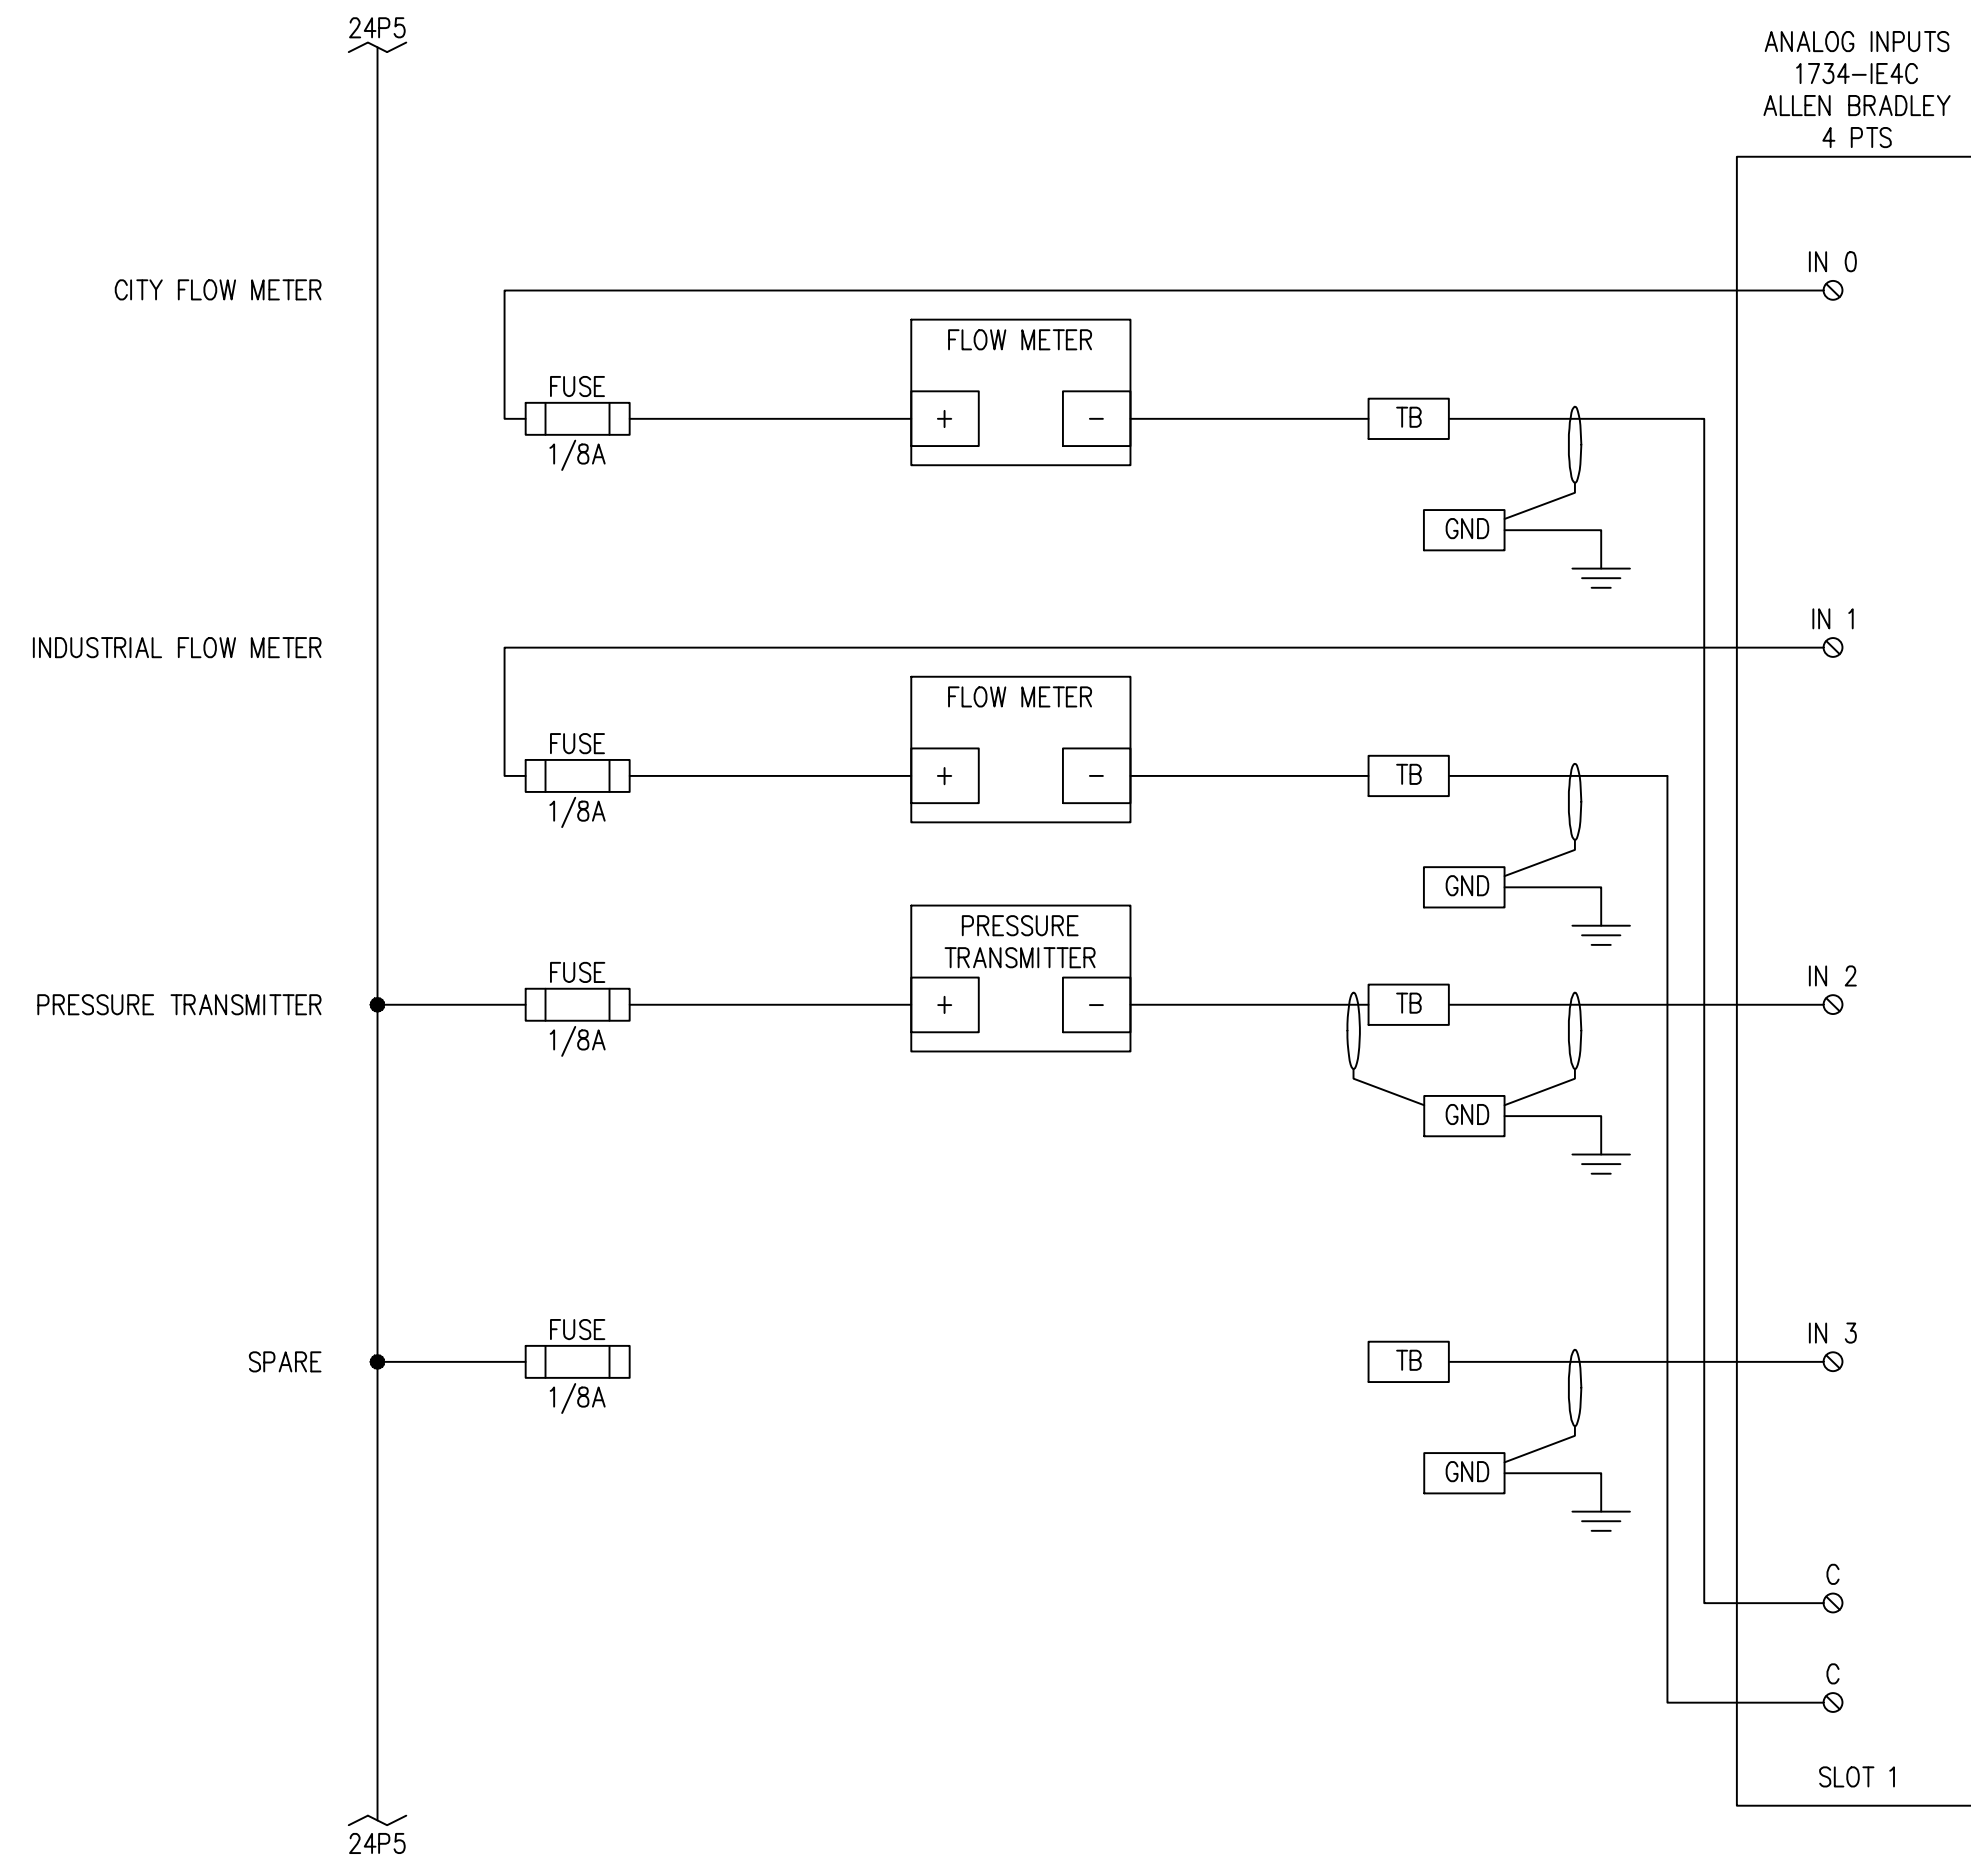 24P5
ANALOG INPUTS
1734-IE4C
ALLEN BRADLEY
4 PTS
IN 0
CITY FLOW METER
FLOW METER
FUSE
+
-
TB
1/8A
GND
IN 1
INDUSTRIAL FLOW METER
FLOW METER
FUSE
+
-
TB
1/8A
GND
PRESSURE
TRANSMITTER
IN 2
FUSE
PRESSURE TRANSMITTER
+
-
TB
1/8A
GND
IN 3
FUSE
SPARE
TB
1/8A
GND
C
C
SLOT 1
24P5